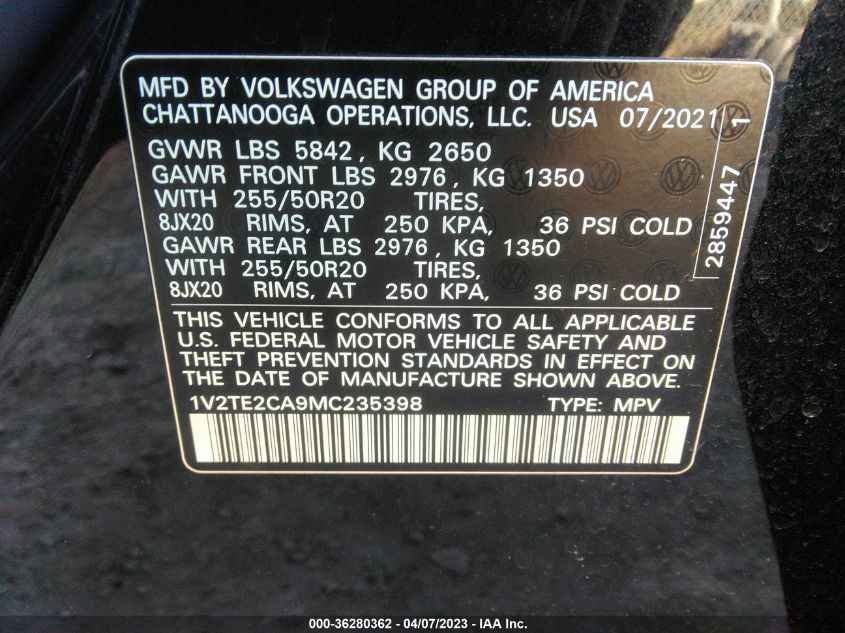 MFD BY VOLKSWAGEN GROUP OF AMERICA
CHATTANOOGA OPERATIONS, LLC. USA 07/2021
GVWR LBS 5842, KG 2650
GAWR FRONT LBS 2976, KG 1350
WITH 255/50R20 TIRES,
8JX20 RIMS, AT 250 KPA, 36 PSI COLD
GAWR REAR LBS 2976, KG 1350
WITH 255/50R20 TIRES,
8JX20 RIMS, AT 250 KPA, 36 PSI COLD
2859447 1
THIS VEHICLE CONFORMS TO ALL APPLICABLE
U.S. FEDERAL MOTOR VEHICLE SAFETY AND
THEFT PREVENTION STANDARDS IN EFFECT ON
THE DATE OF MANUFACTURE SHOWN ABOVE.
1V2TE2CA9MC235398 TYPE: MPV
000-36280362 - 04/07/2023 - IAA Inc.